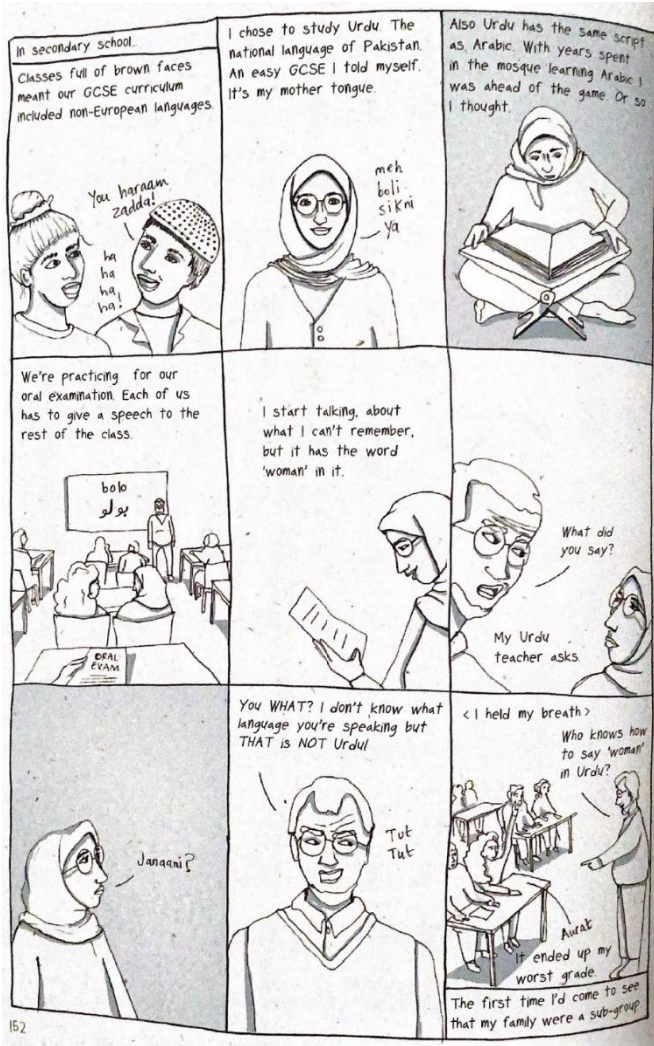 In secondary school...
Classes full of brown faces
meant our GCSE curriculum
included non-European languages.
You haraam
zadda!
ha
ha
ha
ha!
I chose to study Urdu. The
national language of Pakistan.
An easy GCSE I told myself.
It's my mother tongue.
meh
boli
sikni
ya
Also Urdu has the same script
as Arabic. With years spent
in the mosque learning Arabic I
was ahead of the game. Or so
I thought.
We're practicing for our
oral examination. Each of us
has to give a speech to the
rest of the class.
bolo
بولو
ORAL
EXAM
I start talking, about
what I can't remember,
but it has the word
'woman' in it.
What did
you say?
My Urdu
teacher asks.
Janaani?
You WHAT? I don't know what
language you're speaking but
THAT is NOT Urdu!
Tut
Tut
<I held my breath>
Who knows how
to say 'woman'
in Urdu?
Aurat
It ended up my
worst grade.
The first time I'd come to see
that my family were a sub-group
152